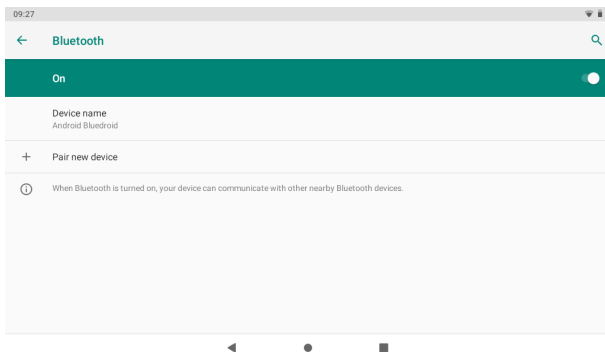 09:27
Bluetooth
On
Device name
Android Bluedroid
Pair new device
When Bluetooth is turned on, your device can communicate with other nearby Bluetooth devices.